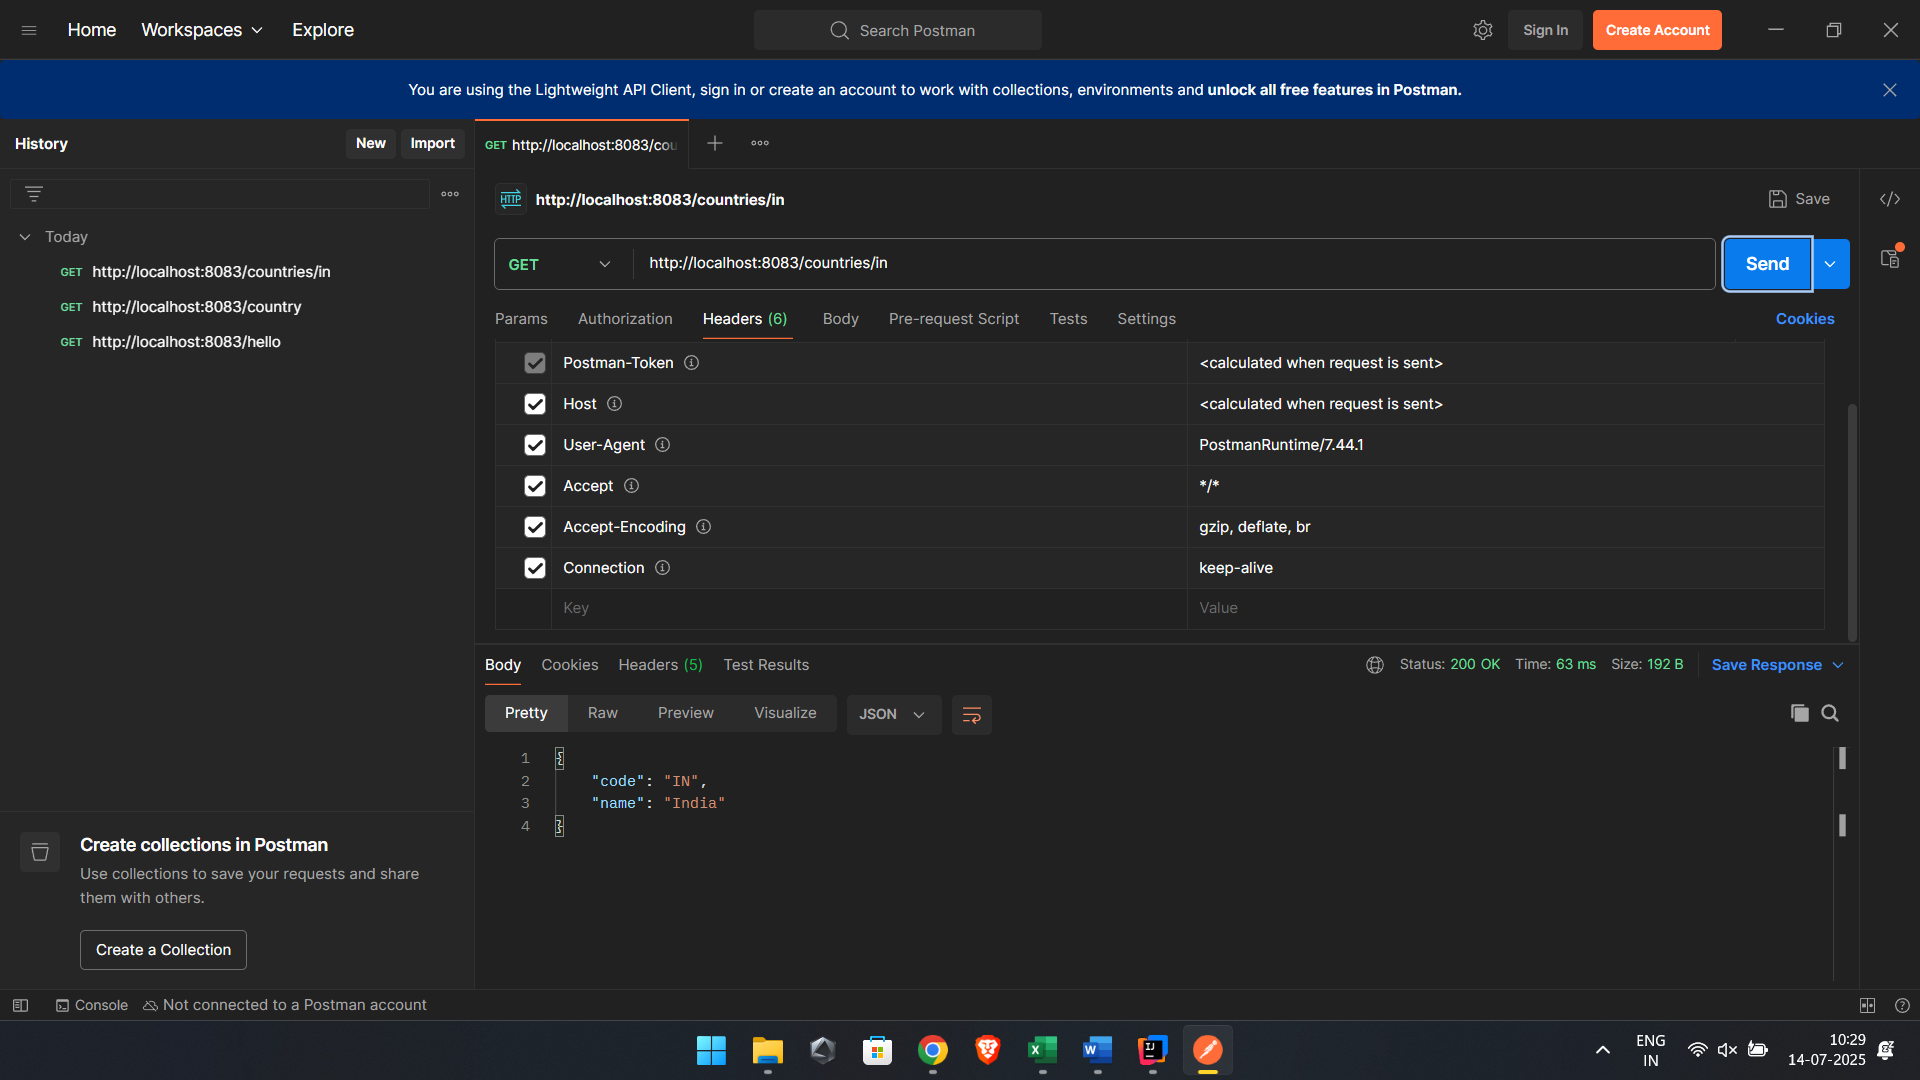 Home Workspaces Explore
Search Postman
Sign In Create Account
You are using the Lightweight API Client, sign in or create an account to work with collections, environments and unlock all free features in Postman.
History New Import
GET http://localhost:8083/cou
HTTP http://localhost:8083/countries/in
Save
Today
GET http://localhost:8083/countries/in
GET http://localhost:8083/country
GET http://localhost:8083/hello
GET http://localhost:8083/countries/in Send
Params Authorization Headers (6) Body Pre-request Script Tests Settings Cookies
Postman-Token <calculated when request is sent>
Host <calculated when request is sent>
User-Agent PostmanRuntime/7.44.1
Accept */*
Accept-Encoding gzip, deflate, br
Connection keep-alive
Key Value
Body Cookies Headers (5) Test Results Status: 200 OK Time: 63 ms Size: 192 B Save Response
Pretty Raw Preview Visualize JSON
1 {
2 "code": "IN",
3 "name": "India"
4 }
Create collections in Postman
Use collections to save your requests and share
them with others.
Create a Collection
Console Not connected to a Postman account
ENG
IN
10:29
14-07-2025